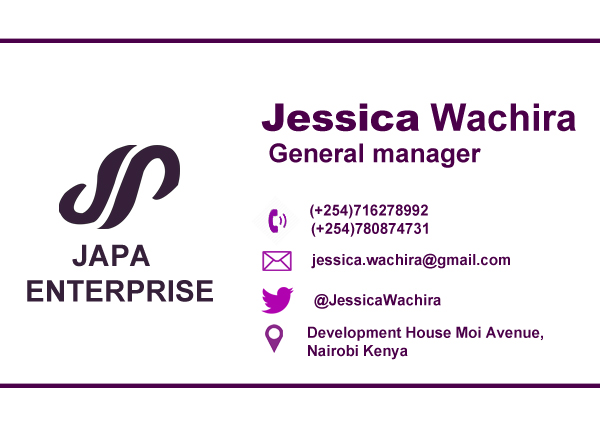 Jessica Wachira
General manager
JAPA
ENTERPRISE
(+254)716278992
(+254)780874731
jessica.wachira@gmail.com
@JessicaWachira
Development House Moi Avenue,
Nairobi Kenya